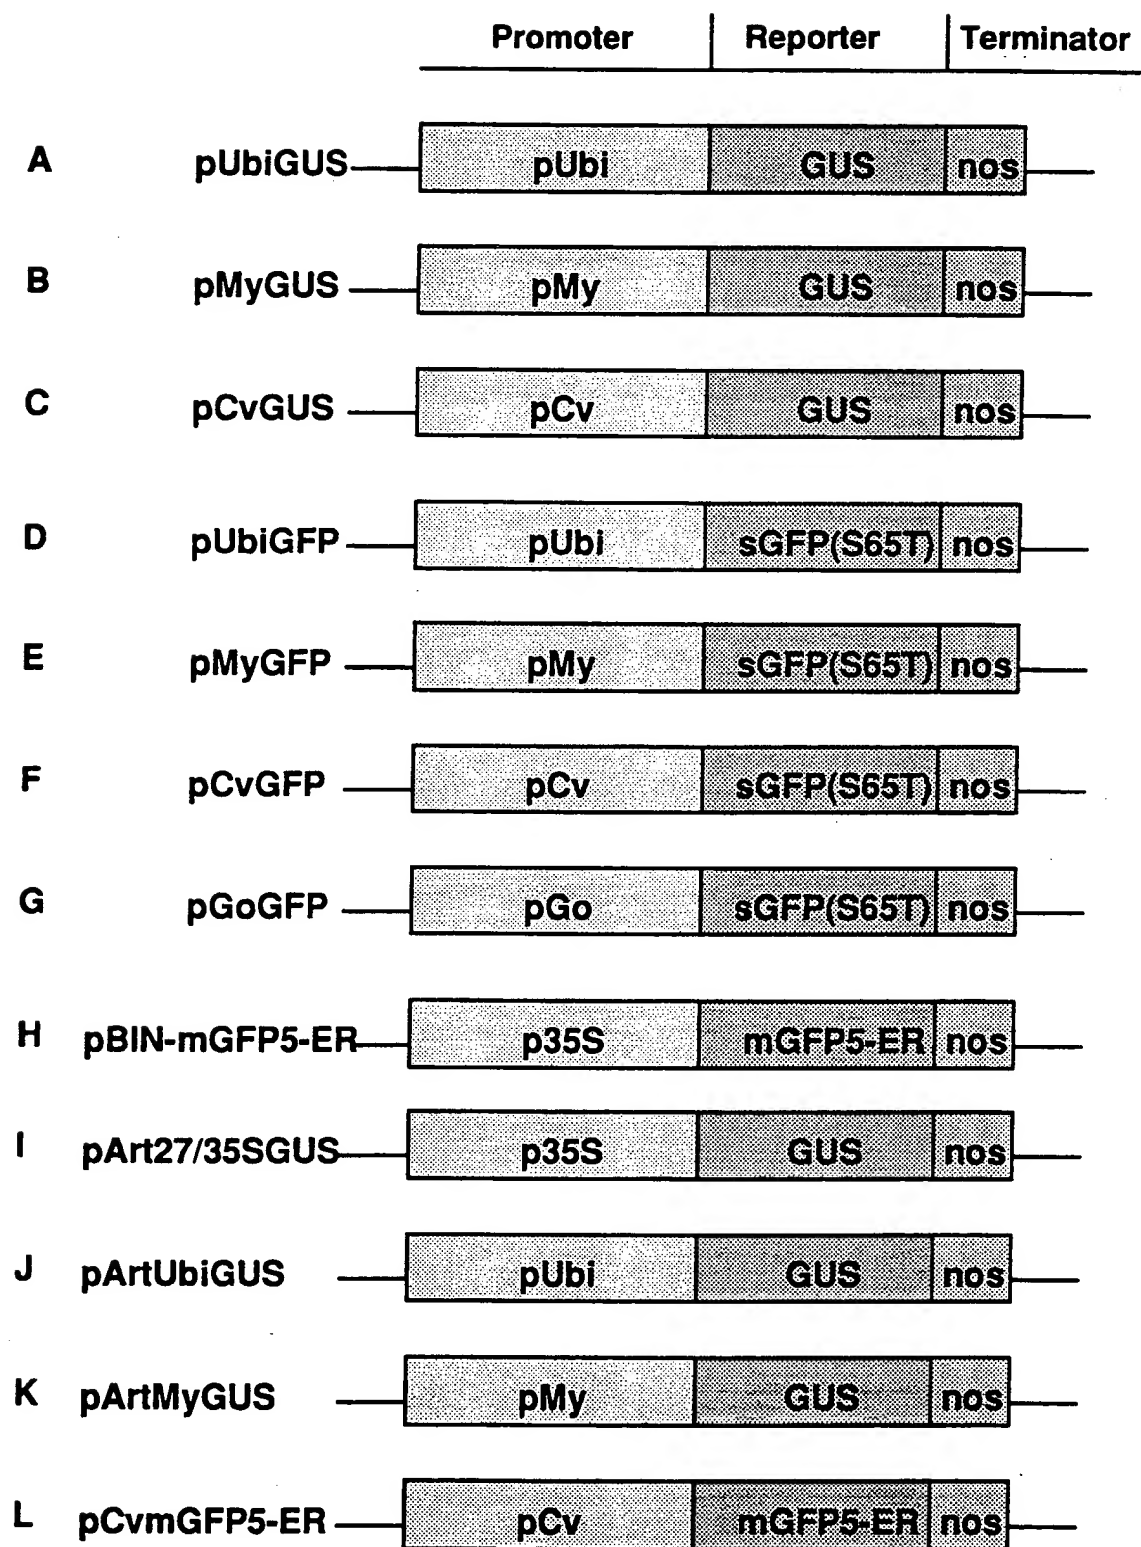 Promoter Reporter Terminator
A pUbiGUS pUbi GUS nos
B pMyGUS pMy GUS nos
C pCvGUS pCv GUS nos
D pUbiGFP pUbi sGFP(S65T) nos
E pMyGFP pMy sGFP(S65T) nos
F pCvGFP pCv sGFP(S65T) nos
G pGoGFP pGo sGFP(S65T) nos
H pBIN-mGFP5-ER p35S mGFP5-ER nos
I pArt27/35SGUS p35S GUS nos
J pArtUbiGUS pUbi GUS nos
K pArtMyGUS pMy GUS nos
L pCvmGFP5-ER pCv mGFP5-ER nos